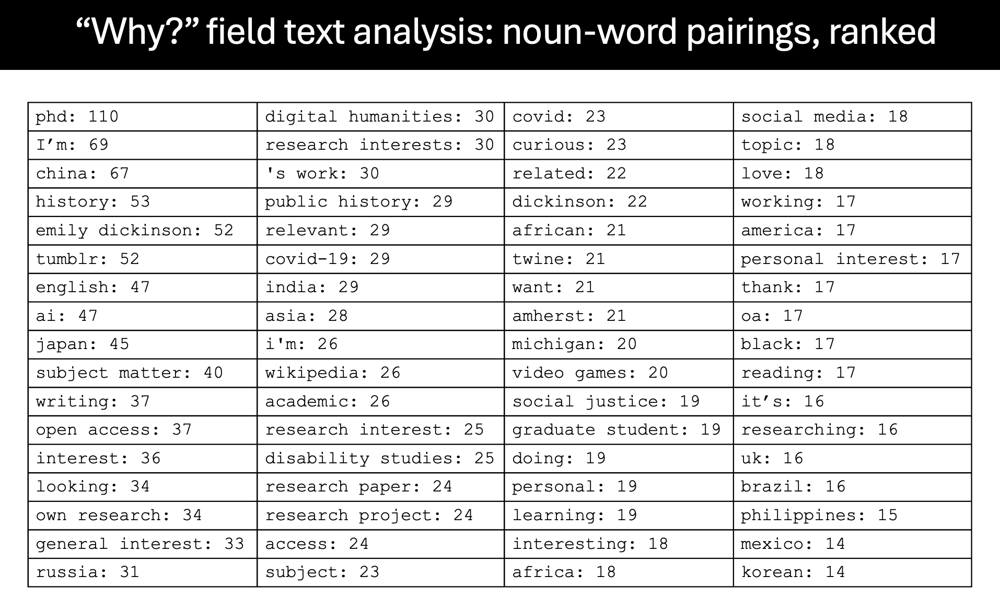 “Why?” field text analysis: noun-word pairings, ranked
phd: 110
I’m: 69
china: 67
history: 53
emily dickinson: 52
tumblr: 52
english: 47
ai: 47
japan: 45
subject matter: 40
writing: 37
open access: 37
interest: 36
looking: 34
own research: 34
general interest: 33
russia: 31
digital humanities: 30
research interests: 30
's work: 30
public history: 29
relevant: 29
covid-19: 29
india: 29
asia: 28
i'm: 26
wikipedia: 26
academic: 26
research interest: 25
disability studies: 25
research paper: 24
research project: 24
access: 24
subject: 23
covid: 23
curious: 23
related: 22
dickinson: 22
african: 21
twine: 21
want: 21
amherst: 21
michigan: 20
video games: 20
social justice: 19
graduate student: 19
doing: 19
personal: 19
learning: 19
interesting: 18
africa: 18
social media: 18
topic: 18
love: 18
working: 17
america: 17
personal interest: 17
thank: 17
oa: 17
black: 17
reading: 17
it’s: 16
researching: 16
uk: 16
brazil: 16
philippines: 15
mexico: 14
korean: 14